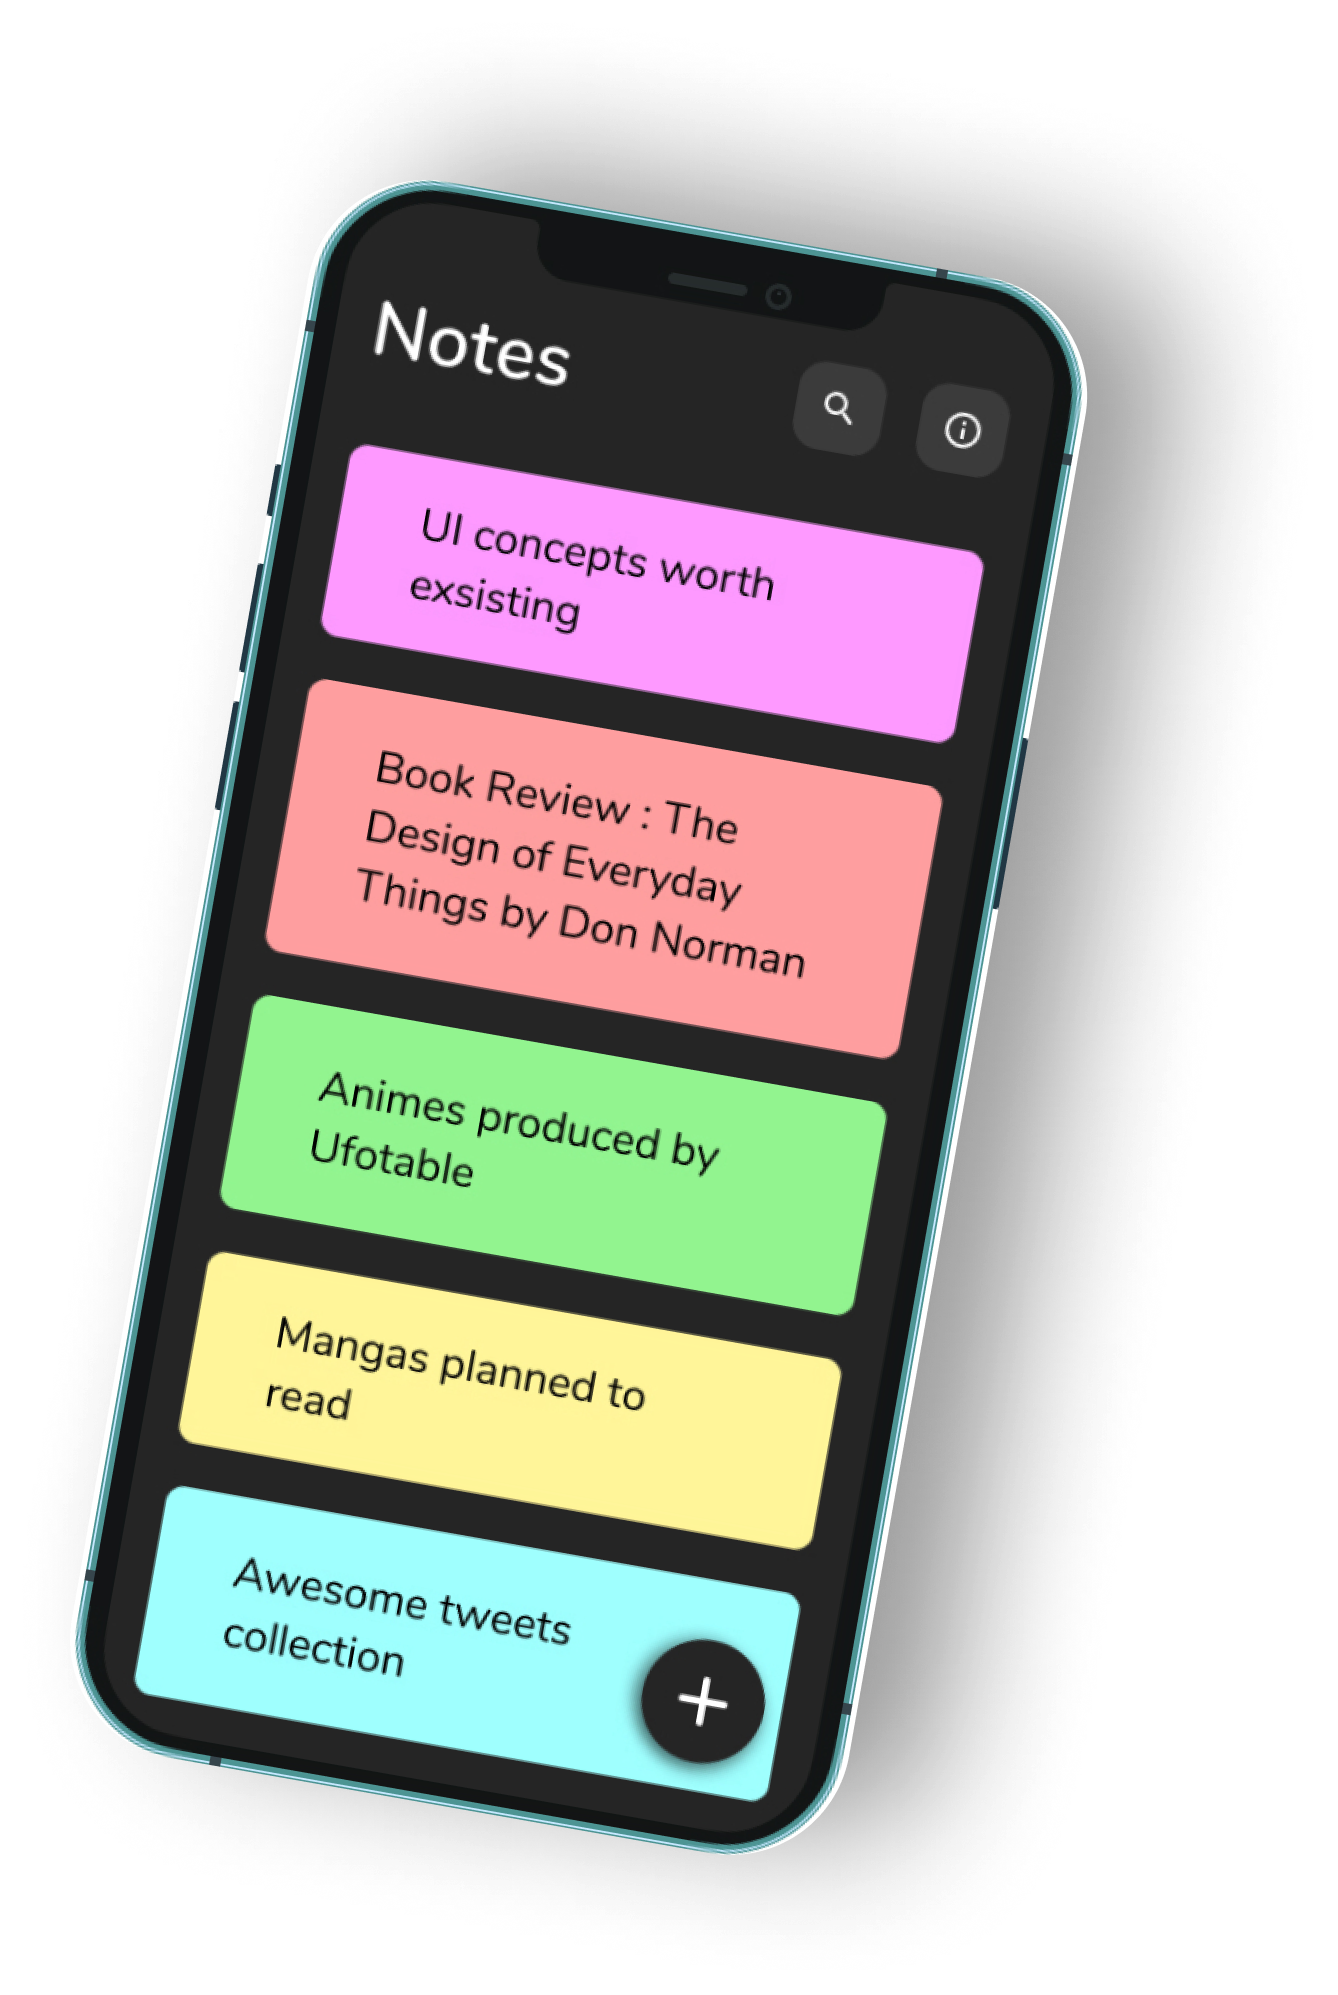 Notes
UI concepts worth
exsisting
Book Review : The
Design of Everyday
Things by Don Norman
Animes produced by
Ufotable
Mangas planned to
read
Awesome tweets
collection